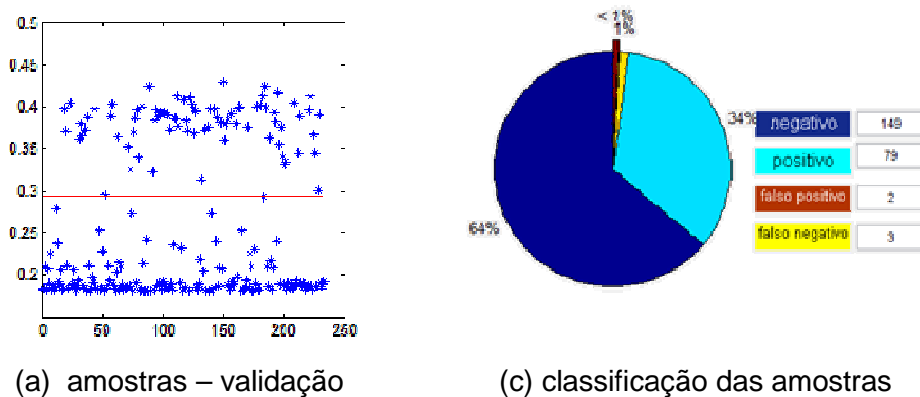 0.5
0.45
0.4
0.35
0.3
0.25
0.2
0 50 100 150 200 250
< 1%
1%
34%
64%
negativo 149
positivo 79
falso positivo 2
falso negativo 3
(a) amostras – validação
(c) classificação das amostras